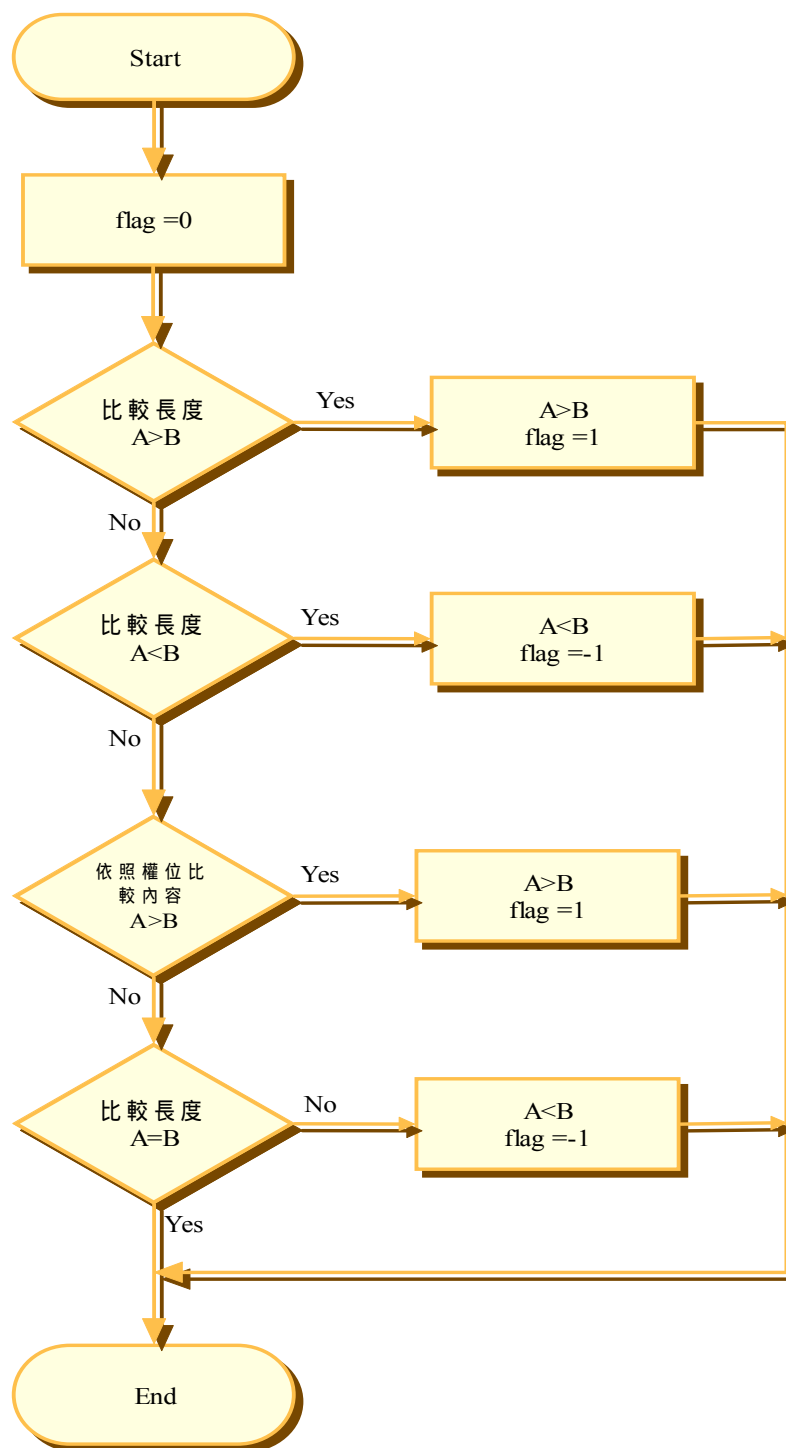 Start
flag =0
比較長度
A>B
Yes
A>B
flag =1
No
比較長度
A<B
Yes
A<B
flag =-1
No
依照權位比
較內容
A>B
Yes
A>B
flag =1
No
比較長度
A=B
No
A<B
flag =-1
Yes
End